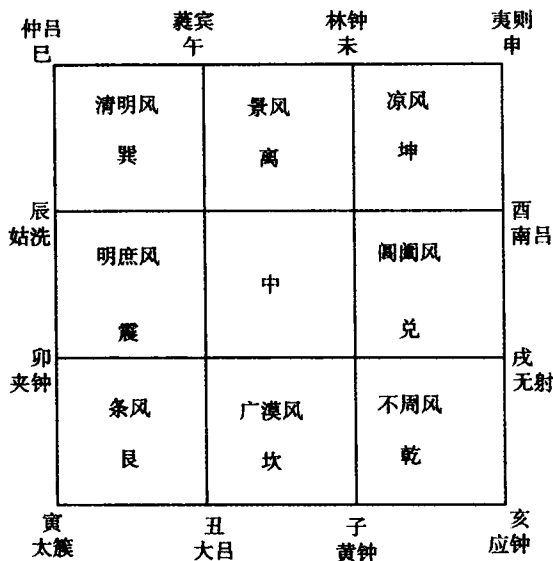 仲吕
巳
蕤宾
午
林钟
未
夷则
申
清明风
巽
景风
离
凉风
坤
辰
姑洗
酉
南吕
明庶风
震
中
阊阖风
兑
卯
夹钟
戌
无射
条风
艮
广漠风
坎
不周风
乾
寅
太簇
丑
大吕
子
黄钟
亥
应钟